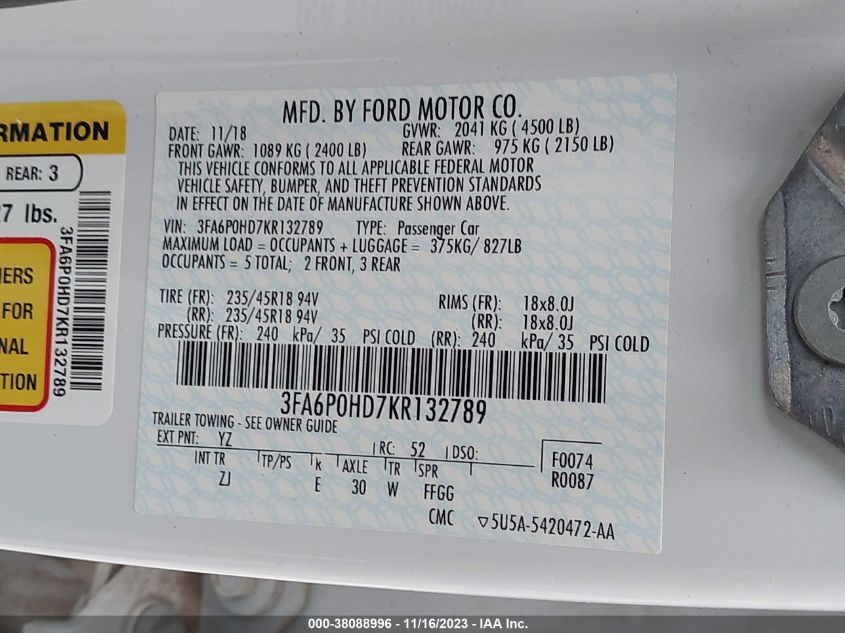 RMATION
REAR: 3
27 lbs.
NERS
FOR
NAL
TION
3FA6P0HD7KR132789
MFD. BY FORD MOTOR CO.
DATE: 11/18 GVWR: 2041 KG ( 4500 LB)
FRONT GAWR: 1089 KG ( 2400 LB) REAR GAWR: 975 KG ( 2150 LB)
THIS VEHICLE CONFORMS TO ALL APPLICABLE FEDERAL MOTOR
VEHICLE SAFETY, BUMPER, AND THEFT PREVENTION STANDARDS
IN EFFECT ON THE DATE OF MANUFACTURE SHOWN ABOVE.
VIN: 3FA6P0HD7KR132789 TYPE: Passenger Car
MAXIMUM LOAD = OCCUPANTS + LUGGAGE = 375KG/ 827LB
OCCUPANTS = 5 TOTAL; 2 FRONT, 3 REAR
TIRE (FR): 235/45R18 94V RIMS (FR): 18x8.0J
(RR): 235/45R18 94V (RR): 18x8.0J
PRESSURE (FR): 240 kPa/ 35 PSI COLD (RR): 240 kPa/ 35 PSI COLD
3FA6P0HD7KR132789
TRAILER TOWING - SEE OWNER GUIDE
EXT PNT: YZ RC: 52 DSO: F0074
INT TR TP/PS R AXLE TR SPR R0087
ZJ E 30 W FFGG
CMC ▽5U5A-5420472-AA
000-38088996 - 11/16/2023 - IAA Inc.